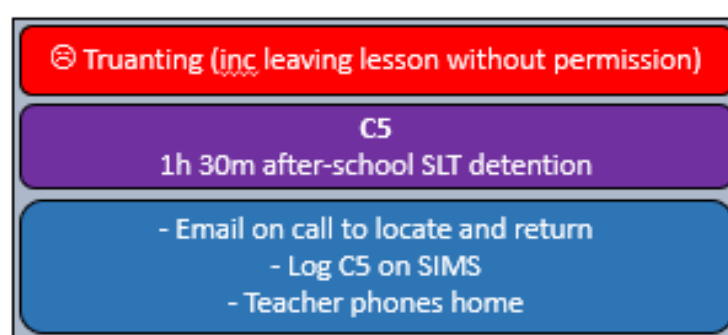 ☹ Truanting (inc leaving lesson without permission)
C5
1h 30m after-school SLT detention
- Email on call to locate and return
- Log C5 on SIMS
- Teacher phones home